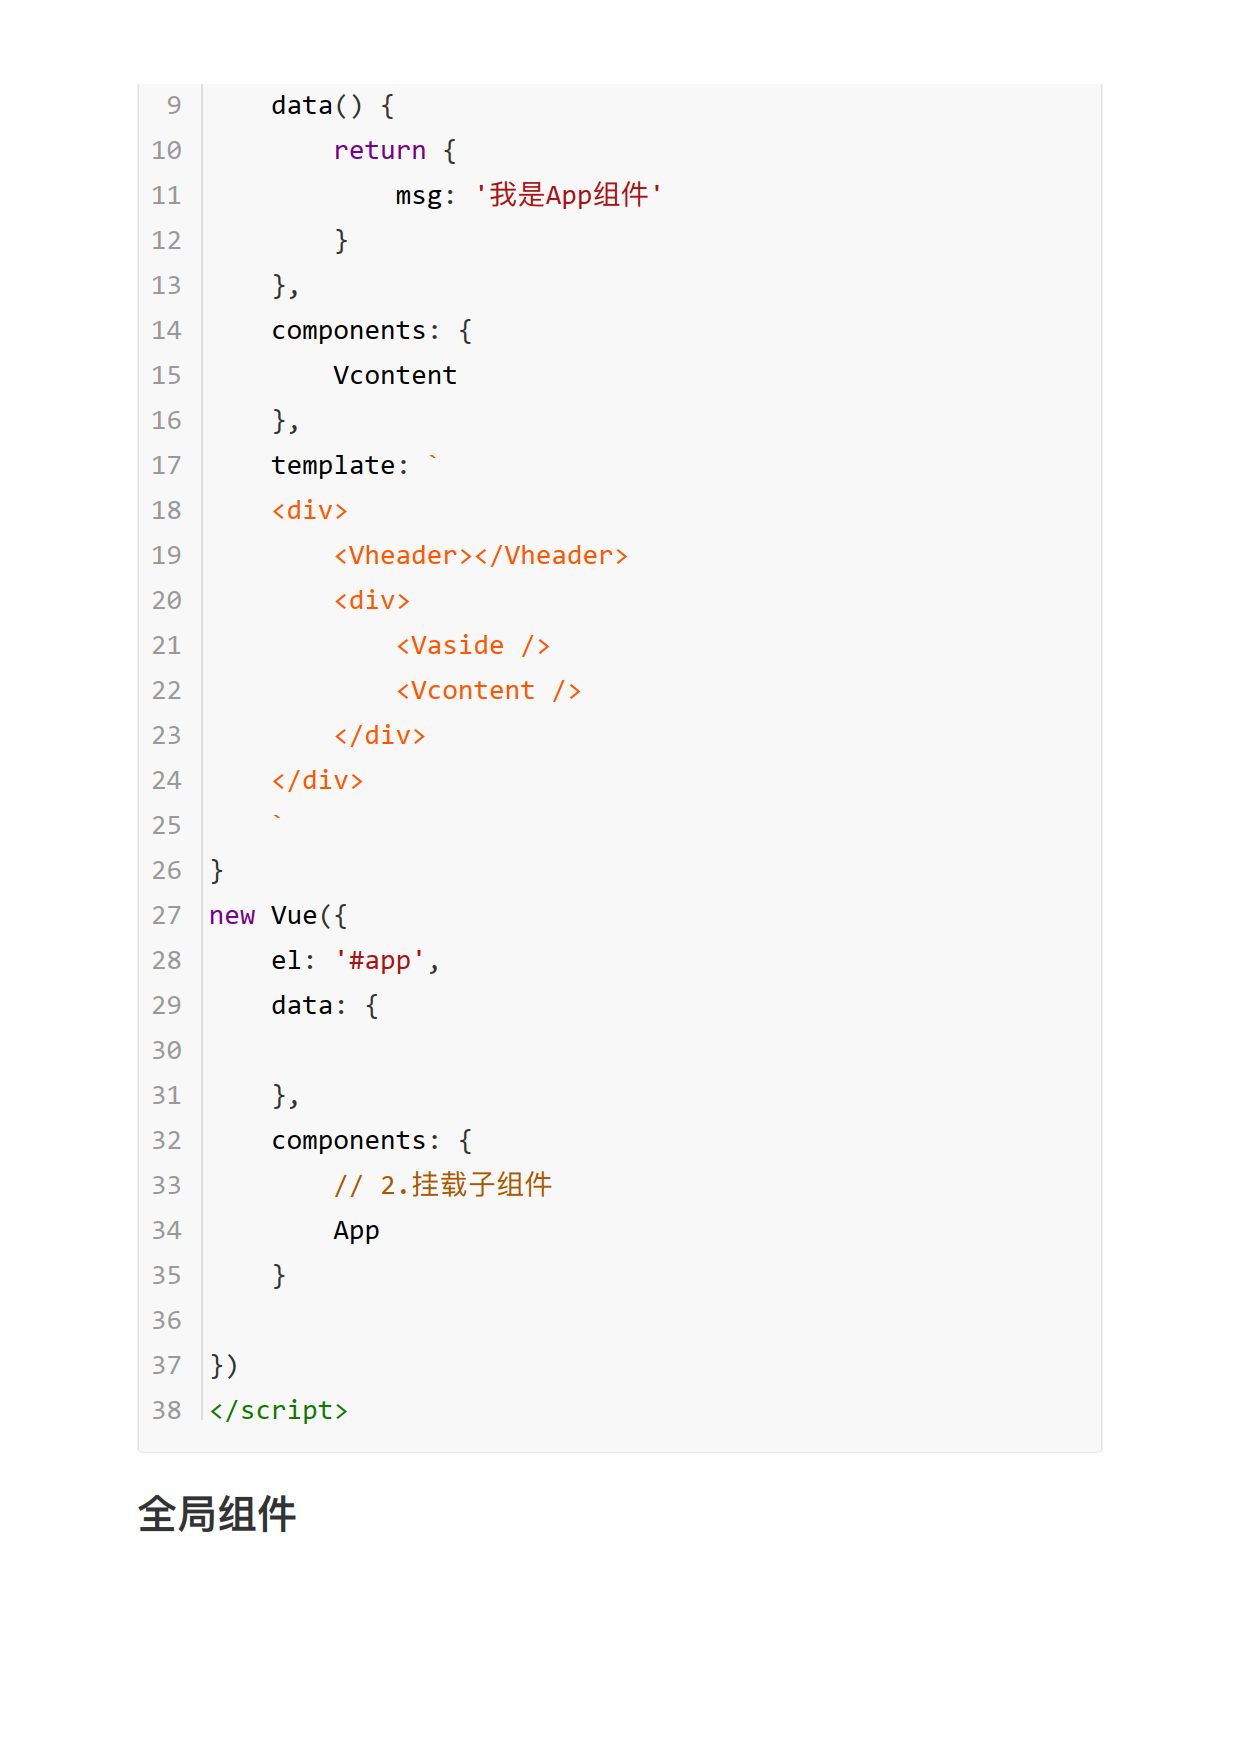 9     data() {
10         return {
11             msg: '我是App组件'
12         }
13     },
14     components: {
15         Vcontent
16     },
17     template: `
18     <div>
19         <Vheader></Vheader>
20         <div>
21             <Vaside />
22             <Vcontent />
23         </div>
24     </div>
25     `
26 }
27 new Vue({
28     el: '#app',
29     data: {
30
31     },
32     components: {
33         // 2.挂载子组件
34         App
35     }
36
37 })
38 </script>
全局组件